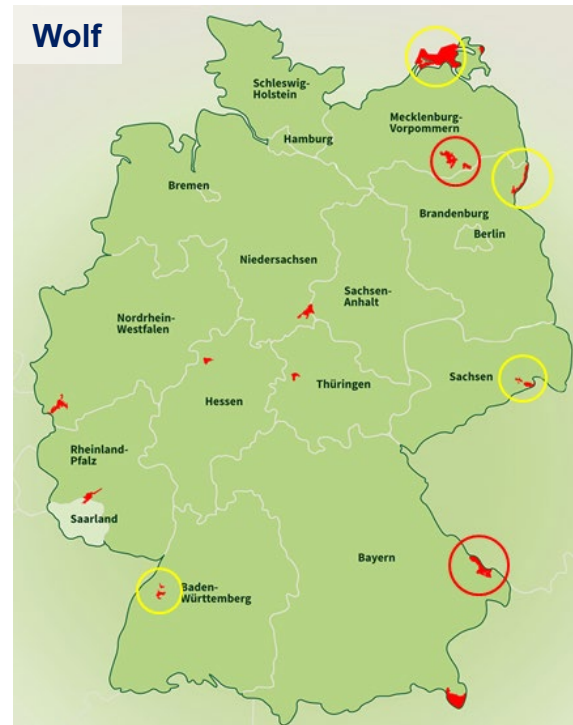 Wolf
Schleswig-
Holstein
Mecklenburg-
Vorpommern
Hamburg
Bremen
Brandenburg
Berlin
Niedersachsen
Sachsen-
Anhalt
Nordrhein-
Westfalen
Sachsen
Thüringen
Hessen
Rheinland-
Pfalz
Saarland
Bayern
Baden-
Württemberg